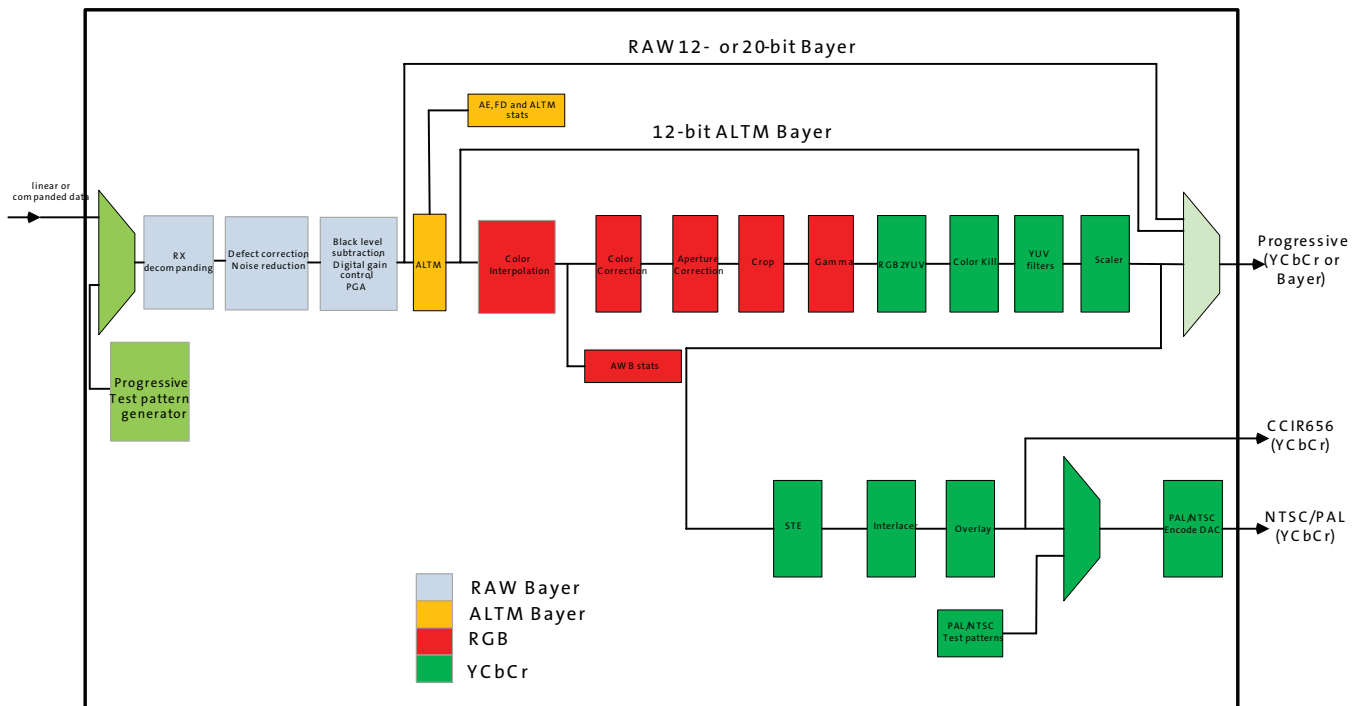 RAW 12- or 20-bit Bayer
AE, FD and ALTM
stats
12-bit ALTM Bayer
linear or
companded data
RX
decompanding
Defect correction
Noise reduction
Black level
subtraction,
Digital gain
control,
PGA
ALTM
Color
Interpolation
Color
Correction
Aperture
Correction
Crop
Gamma
RGB2YUV
Color Kill
YUV
filters
Scaler
Progressive
(YCbCr or
Bayer)
AWB stats
Progressive
Test pattern
generator
CCIR656
(YCbCr)
STE
Interlacer
Overlay
PAL/NTSC
Encode DAC
NTSC/PAL
(YCbCr)
PAL/NTSC
Test patterns
RAW Bayer
ALTM Bayer
RGB
YCbCr